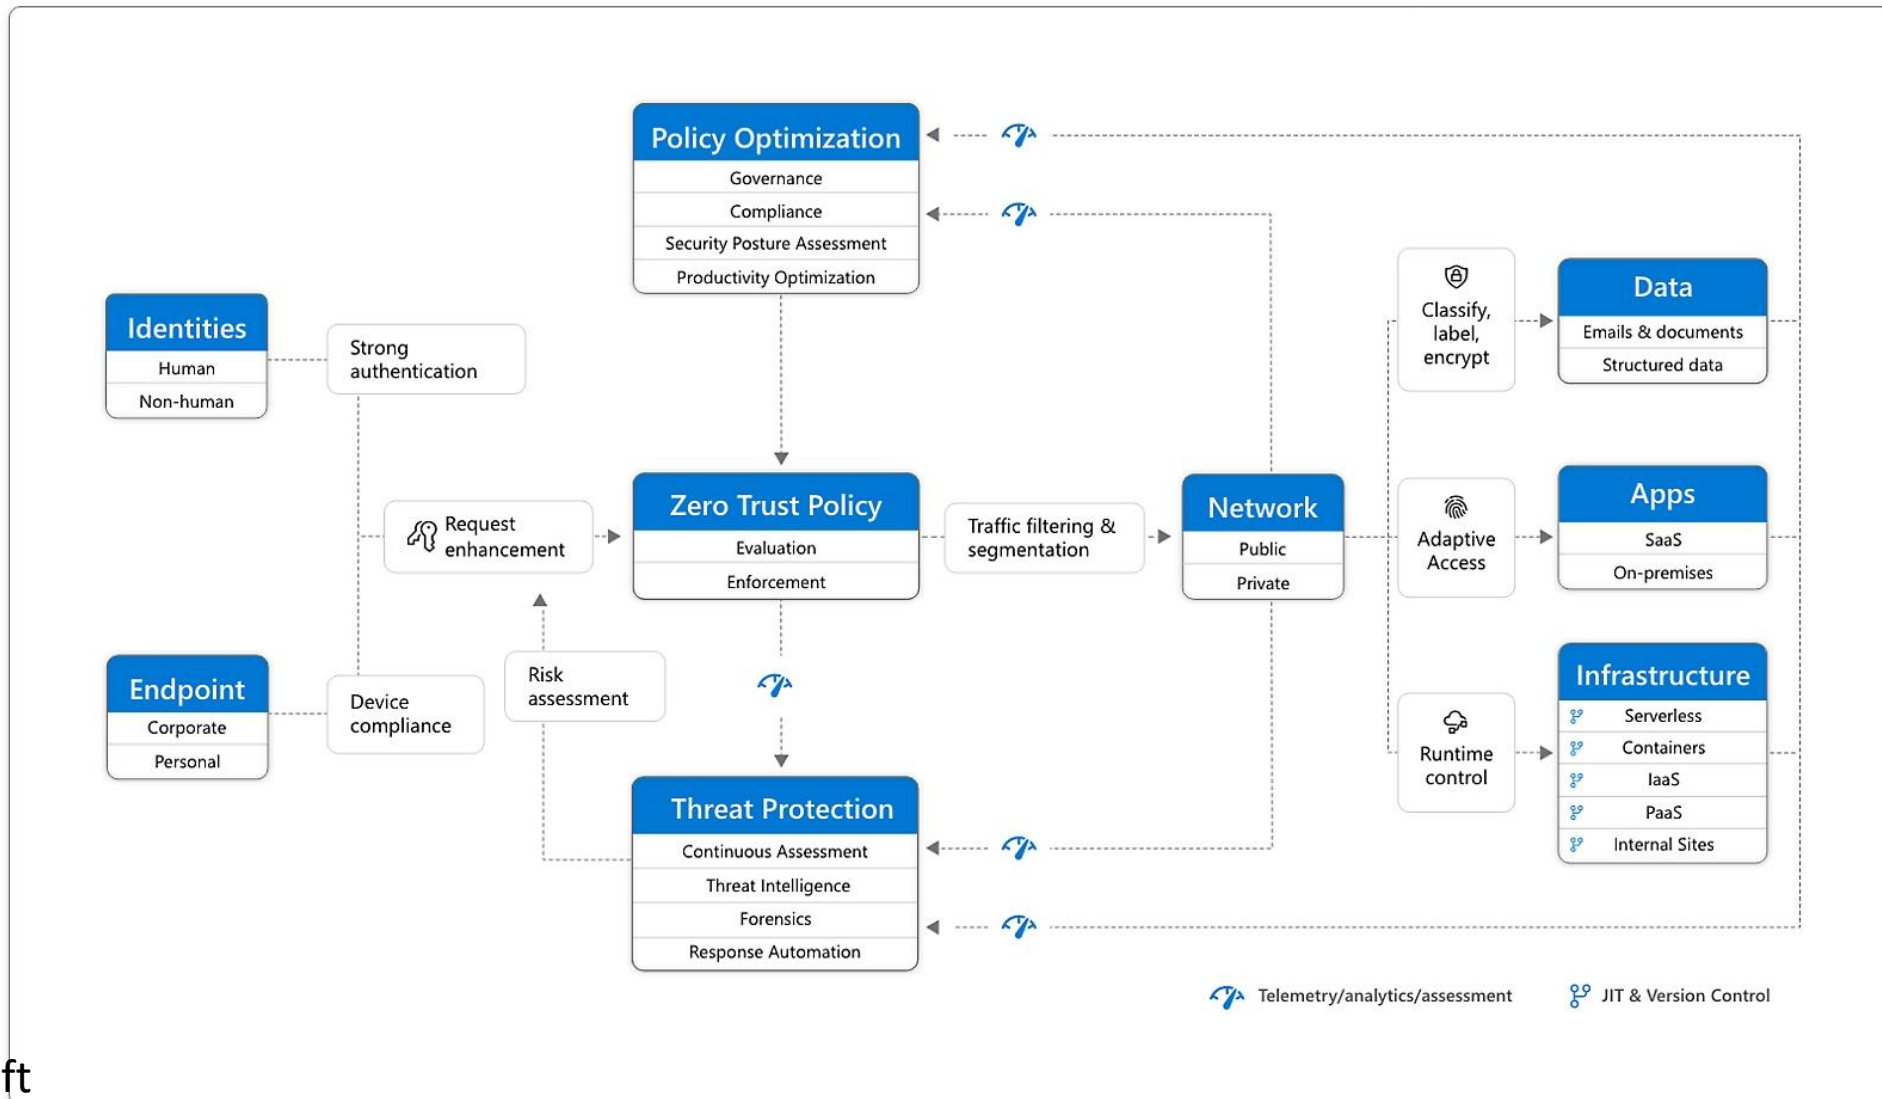 Policy Optimization
Governance
Compliance
Security Posture Assessment
Productivity Optimization
Identities
Human
Non-human
Strong
authentication
Classify,
label,
encrypt
Data
Emails & documents
Structured data
Request
enhancement
Zero Trust Policy
Evaluation
Enforcement
Traffic filtering &
segmentation
Network
Public
Private
Adaptive
Access
Apps
SaaS
On-premises
Endpoint
Corporate
Personal
Device
compliance
Risk
assessment
Threat Protection
Continuous Assessment
Threat Intelligence
Forensics
Response Automation
Runtime
control
Infrastructure
Serverless
Containers
IaaS
PaaS
Internal Sites
Telemetry/analytics/assessment
JIT & Version Control
ft